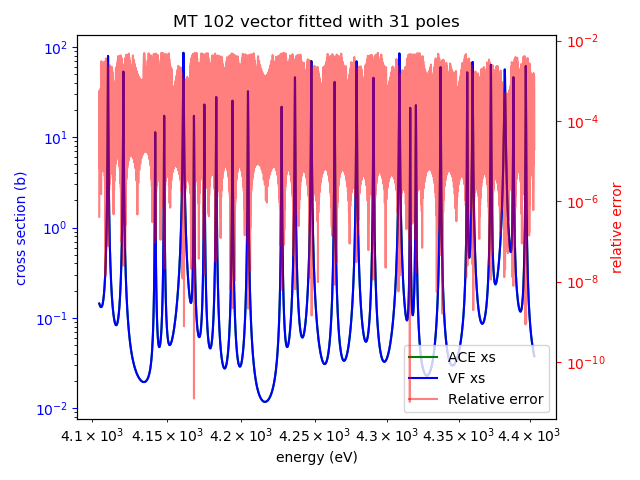 MT 102 vector fitted with 31 poles
10²
10¹
10⁰
10⁻¹
10⁻²
cross section (b)
10⁻²
10⁻⁴
10⁻⁶
10⁻⁸
10⁻¹⁰
relative error
ACE xs
VF xs
Relative error
4.1 × 10³ 4.15 × 10³ 4.2 × 10³ 4.25 × 10³ 4.3 × 10³ 4.35 × 10³ 4.4 × 10³
energy (eV)